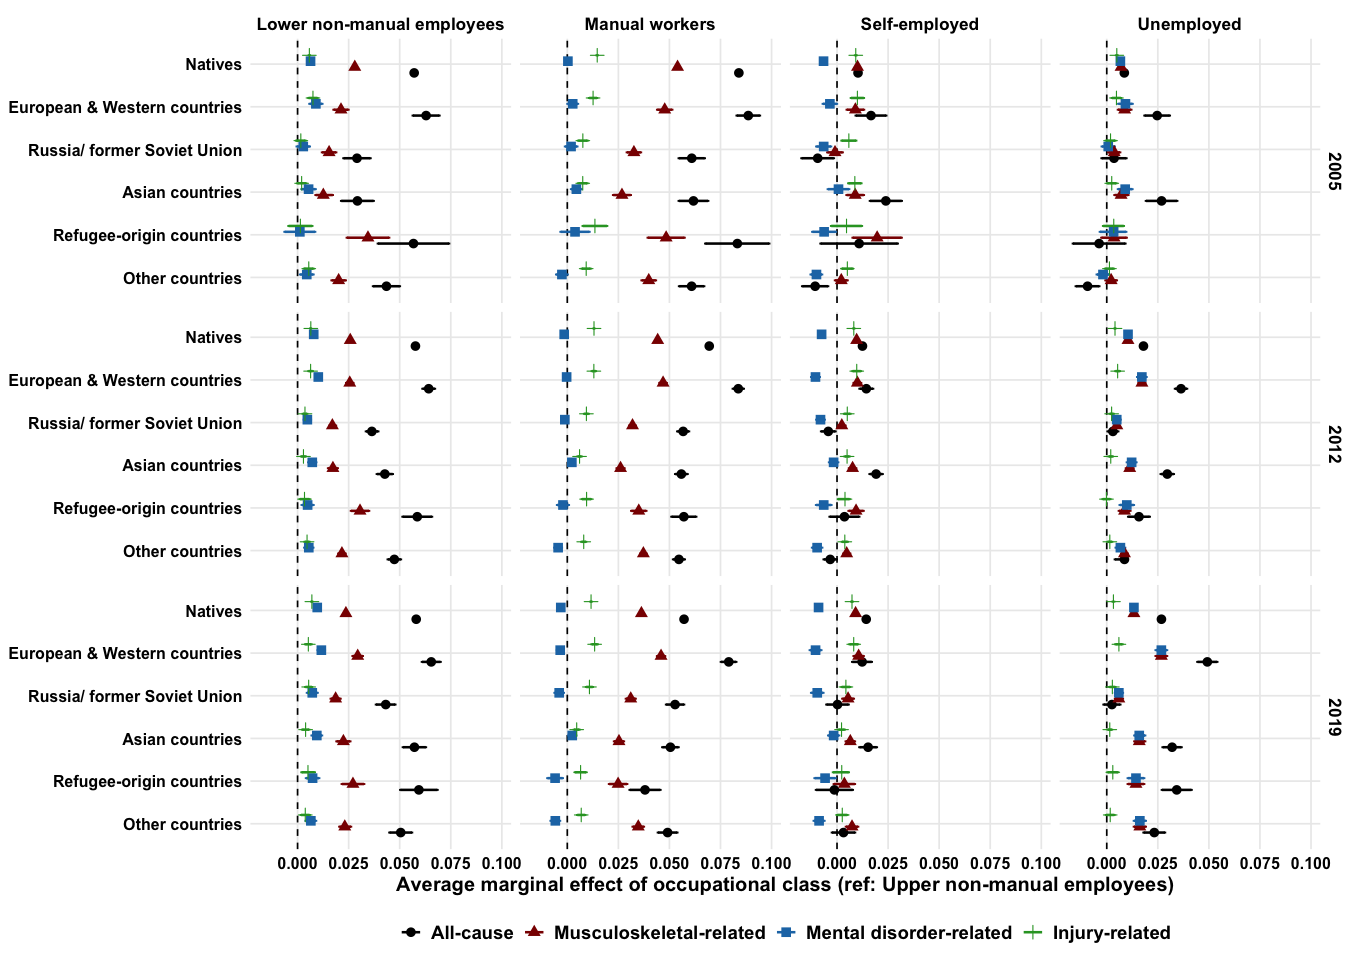 Lower non-manual employees Manual workers Self-employed Unemployed
Natives
European & Western countries
Russia/ former Soviet Union
Asian countries
Refugee-origin countries
Other countries
2005
Natives
European & Western countries
Russia/ former Soviet Union
Asian countries
Refugee-origin countries
Other countries
2012
Natives
European & Western countries
Russia/ former Soviet Union
Asian countries
Refugee-origin countries
Other countries
2019
0.000 0.025 0.050 0.075 0.100 0.000 0.025 0.050 0.075 0.100 0.000 0.025 0.050 0.075 0.100 0.000 0.025 0.050 0.075 0.100
Average marginal effect of occupational class (ref: Upper non-manual employees)
All-cause Musculoskeletal-related Mental disorder-related Injury-related